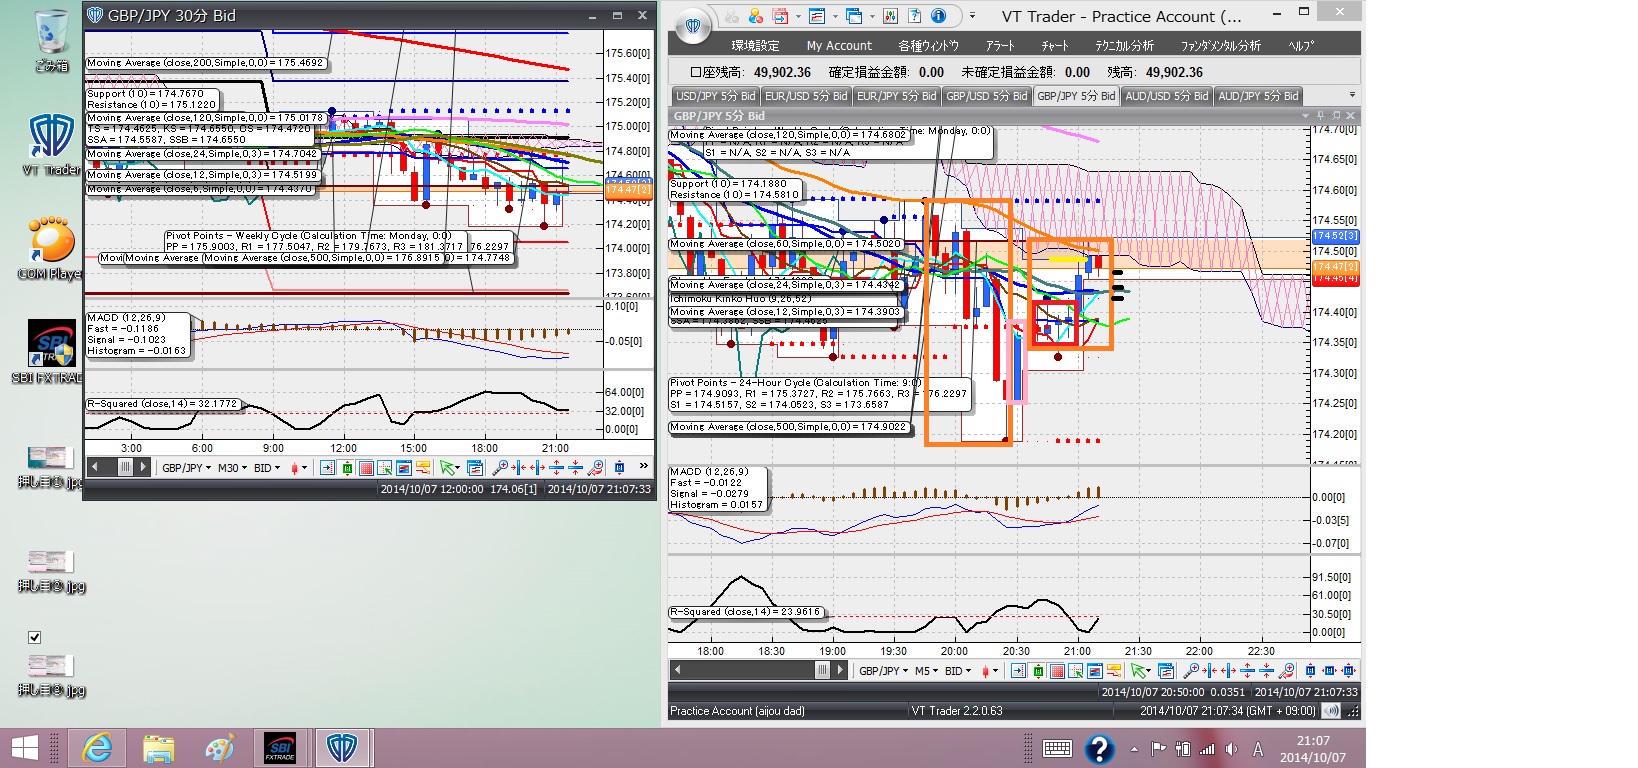 ごみ箱
VT Trader
COM Playe
SBI FXTRAD
押し目①.jpg
押し目②.jpg
押し目③.jpg
GBP/JPY 30分 Bid
Moving Average (close,200,Simple,0,0) = 175.4692
Support (10) = 174.7670
Resistance (10) = 175.1220
Moving Average (close,120,Simple,0,0) = 175.0178
TS = 174.4625, KS = 174.6550, CS = 174.4720
SSA = 174.5587, SSB = 174.6550
Moving Average (close,24,Simple,0,3) = 174.7042
Moving Average (close,12,Simple,0,3) = 174.5199
Moving Average (close,6,Simple,0,0) = 174.4370
Pivot Points - Weekly Cycle (Calculation Time: Monday, 0:0)
PP = 175.9003, R1 = 177.5047, R2 = 179.7673, R3 = 181.3717
76.2297
Movi
Moving Average
Moving Average (close,500,Simple,0,0) = 176.8915
0) = 174.7748
175.60[0]
175.40[0]
175.20[0]
175.00[0]
174.80[0]
174.60[0]
174.47[2]
174.20[0]
174.00[0]
173.80[0]
173.60[0]
MACD (12,26,9)
Fast = -0.1186
Signal = -0.1023
Histogram = -0.0163
0.10[0]
-0.05[0]
R-Squared (close,14) = 32.1772
64.00[0]
32.00[0]
0.00[0]
3:00 6:00 9:00 12:00 15:00 18:00 21:00
GBP/JPY M30 BID
2014/10/07 12:00:00 174.06[1] 2014/10/07 21:07:33
VT Trader - Practice Account (...
環境設定 My Account 各種ウィンドウ アラート チャート テクニカル分析 ファンダメンタル分析 ヘルプ
口座残高: 49,902.36 確定損益金額: 0.00 未確定損益金額: 0.00 残高: 49,902.36
USD/JPY 5分 Bid EUR/USD 5分 Bid EUR/JPY 5分 Bid GBP/USD 5分 Bid GBP/JPY 5分 Bid AUD/USD 5分 Bid AUD/JPY 5分 Bid
GBP/JPY 5分 Bid
Moving Average (close,120,Simple,0,0) = 174.6802
S1 = N/A, S2 = N/A, S3 = N/A
Support (10) = 174.1880
Resistance (10) = 174.5810
Moving Average (close,60,Simple,0,0) = 174.5020
Moving Average (close,24,Simple,0,3) = 174.4342
Ichimoku Kinko Hyo (9,26,52)
Moving Average (close,12,Simple,0,3) = 174.3903
Pivot Points - 24-Hour Cycle (Calculation Time: 9:0)
PP = 174.9093, R1 = 175.3727, R2 = 175.7663, R3 = 176.2297
S1 = 174.5157, S2 = 174.0523, S3 = 173.6587
Moving Average (close,500,Simple,0,0) = 174.9022
174.70[0]
174.65[0]
174.60[0]
174.55[0]
174.52[3]
174.50[0]
174.47[2]
174.45[4]
174.40[0]
174.35[0]
174.30[0]
174.25[0]
174.20[0]
MACD (12,26,9)
Fast = -0.0122
Signal = -0.0279
Histogram = 0.0157
0.00[0]
-0.03[5]
-0.07[0]
R-Squared (close,14) = 23.9616
91.50[0]
61.00[0]
30.50[0]
0.00[0]
18:00 18:30 19:00 19:30 20:00 20:30 21:00 21:30 22:00 22:30
GBP/JPY M5 BID
2014/10/07 20:50:00 0.0351 2014/10/07 21:07:33
Practice Account (aijou dad) VT Trader 2.2.0.63 2014/10/07 21:07:34 (GMT + 09:00)
SBI
FXTRADE
A
21:07
2014/10/07